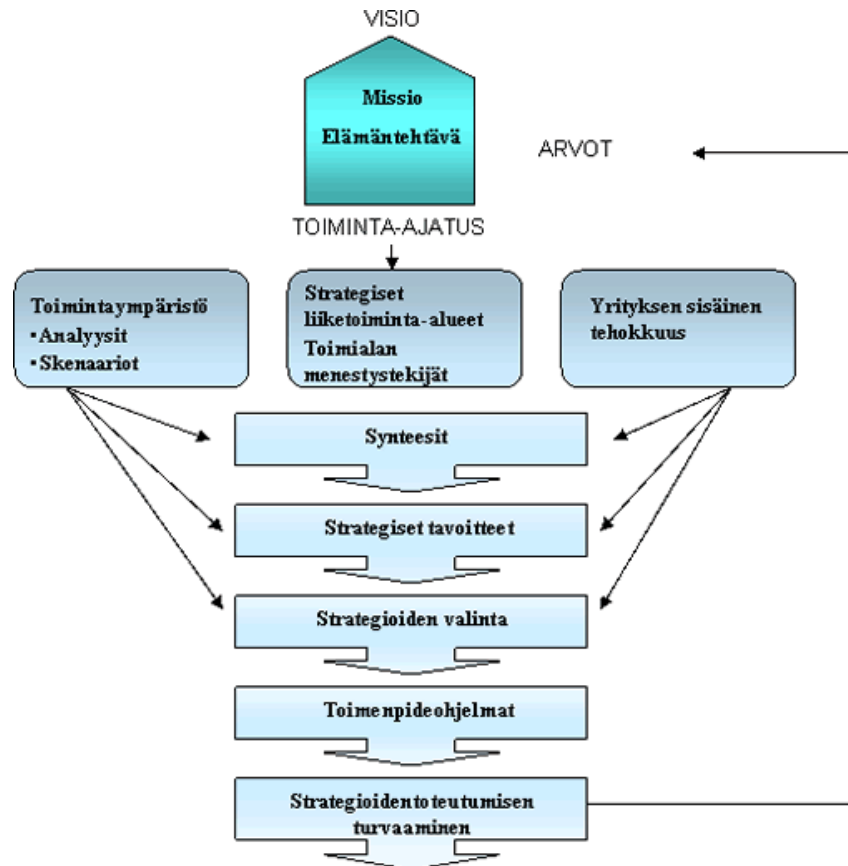 VISIO
Missio
Elämäntehtävä
ARVOT
TOIMINTA-AJATUS
Toimintaympäristö
▪Analyysit
▪Skenaariot
Strategiset
liiketoiminta-alueet
Toimialan
menestystekijät
Yrityksen sisäinen
tehokkuus
Synteesit
Strategiset tavoitteet
Strategioiden valinta
Toimenpideohjelmat
Strategioidentoteutumisen
turvaaminen